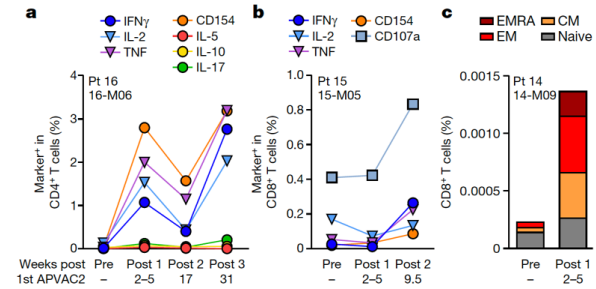 a
IFNγ
IL-2
TNF
CD154
IL-5
IL-10
IL-17
Pt 16
16-M06
Marker⁺ in
CD4⁺ T cells (%)
4
3
2
1
0
Weeks post
1st APVAC2
Pre
–
Post 1
2–5
Post 2
17
Post 3
31
b
IFNγ
IL-2
TNF
CD154
CD107a
Pt 15
15-M05
Marker⁺ in
CD8⁺ T cells (%)
1.0
0.8
0.6
0.4
0.2
0
Pre
–
Post 1
2–5
Post 2
9.5
c
EMRA
EM
CM
Naive
Pt 14
14-M09
CD8⁺ T cells (%)
0.0015
0.0010
0.00005
0
Pre
–
Post 1
2–5